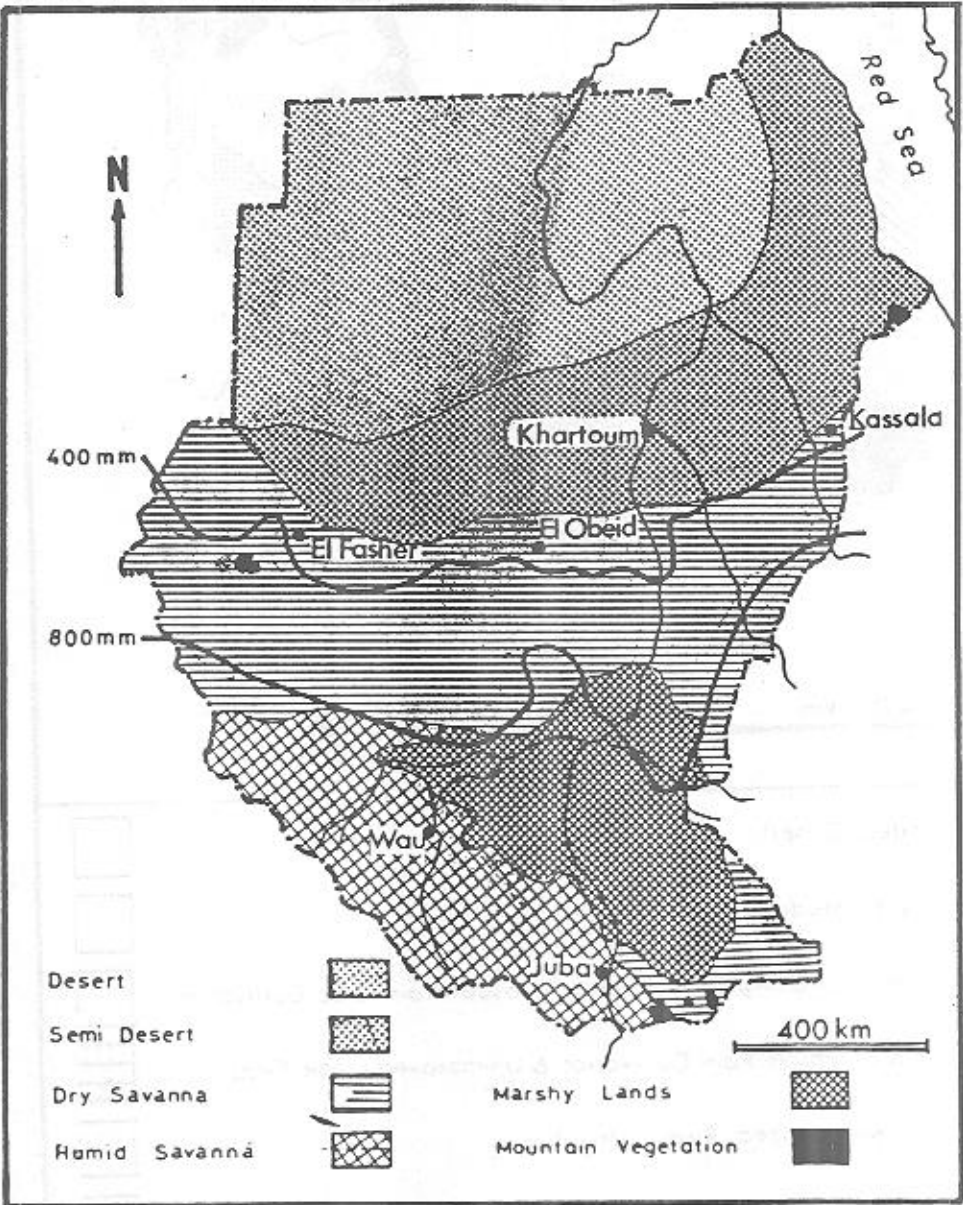 Red Sea
N
Khartoum
Kassala
400 mm
El Fasher
El Obeid
800 mm
Wau
Juba
Desert
Semi Desert
400 km
Dry Savanna
Marshy Lands
Humid Savanna
Mountain Vegetation